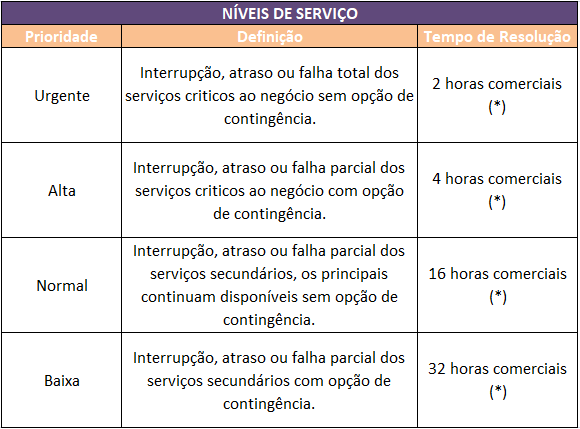 NÍVEIS DE SERVIÇO
Prioridade Definição Tempo de Resolução
Urgente
Interrupção, atraso ou falha total dos
serviços criticos ao negócio sem opção de
contingência.
2 horas comerciais
(*)
Alta
Interrupção, atraso ou falha parcial dos
serviços criticos ao negócio com opção
de contingência.
4 horas comerciais
(*)
Normal
Interrupção, atraso ou falha parcial dos
serviços secundários, os principais
continuam disponíveis sem opção de
contingência.
16 horas comerciais
(*)
Baixa
Interrupção, atraso ou falha parcial dos
serviços secundários com opção de
contingência.
32 horas comerciais
(*)